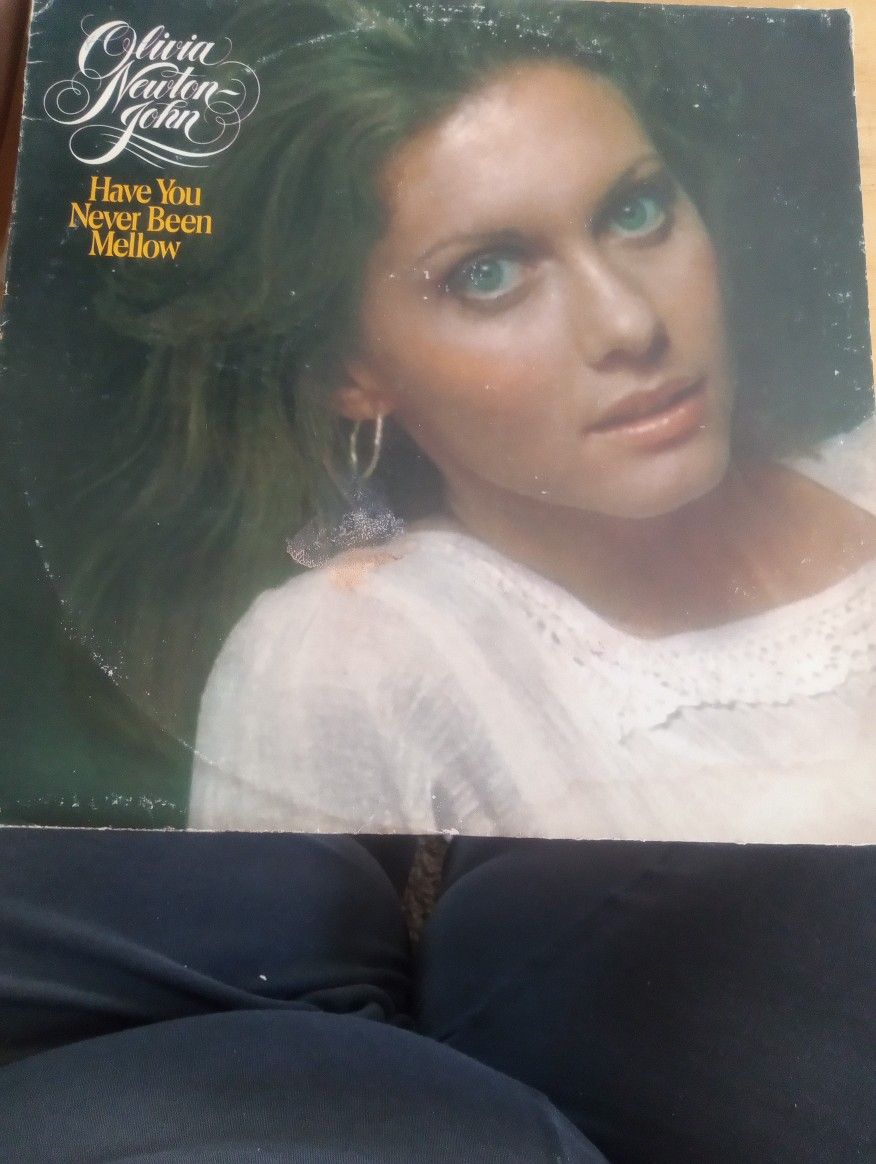 Olivia
Newton-
John
Have You
Never Been
Mellow